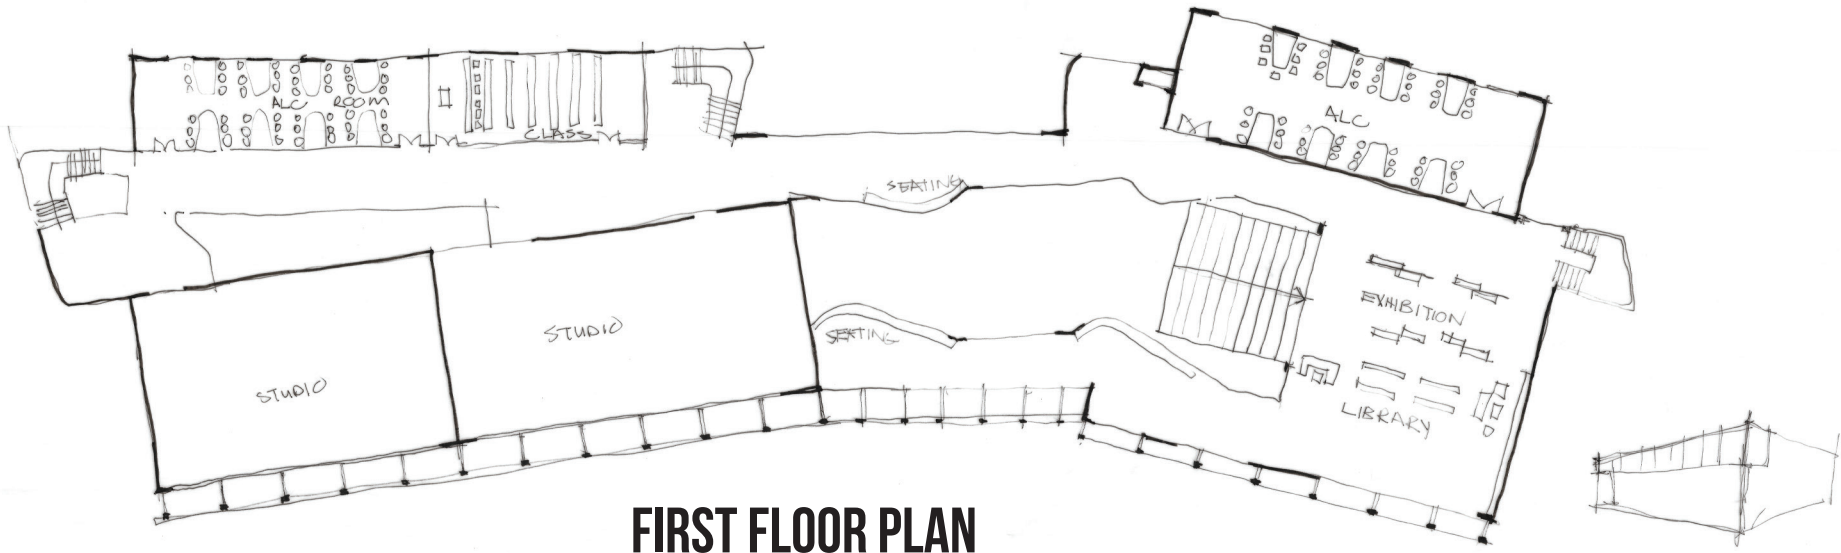 ALC ROOM
CLASS
ALC
SEATING
EXHIBITION
STUDIO
SEATING
STUDIO
LIBRARY
FIRST FLOOR PLAN